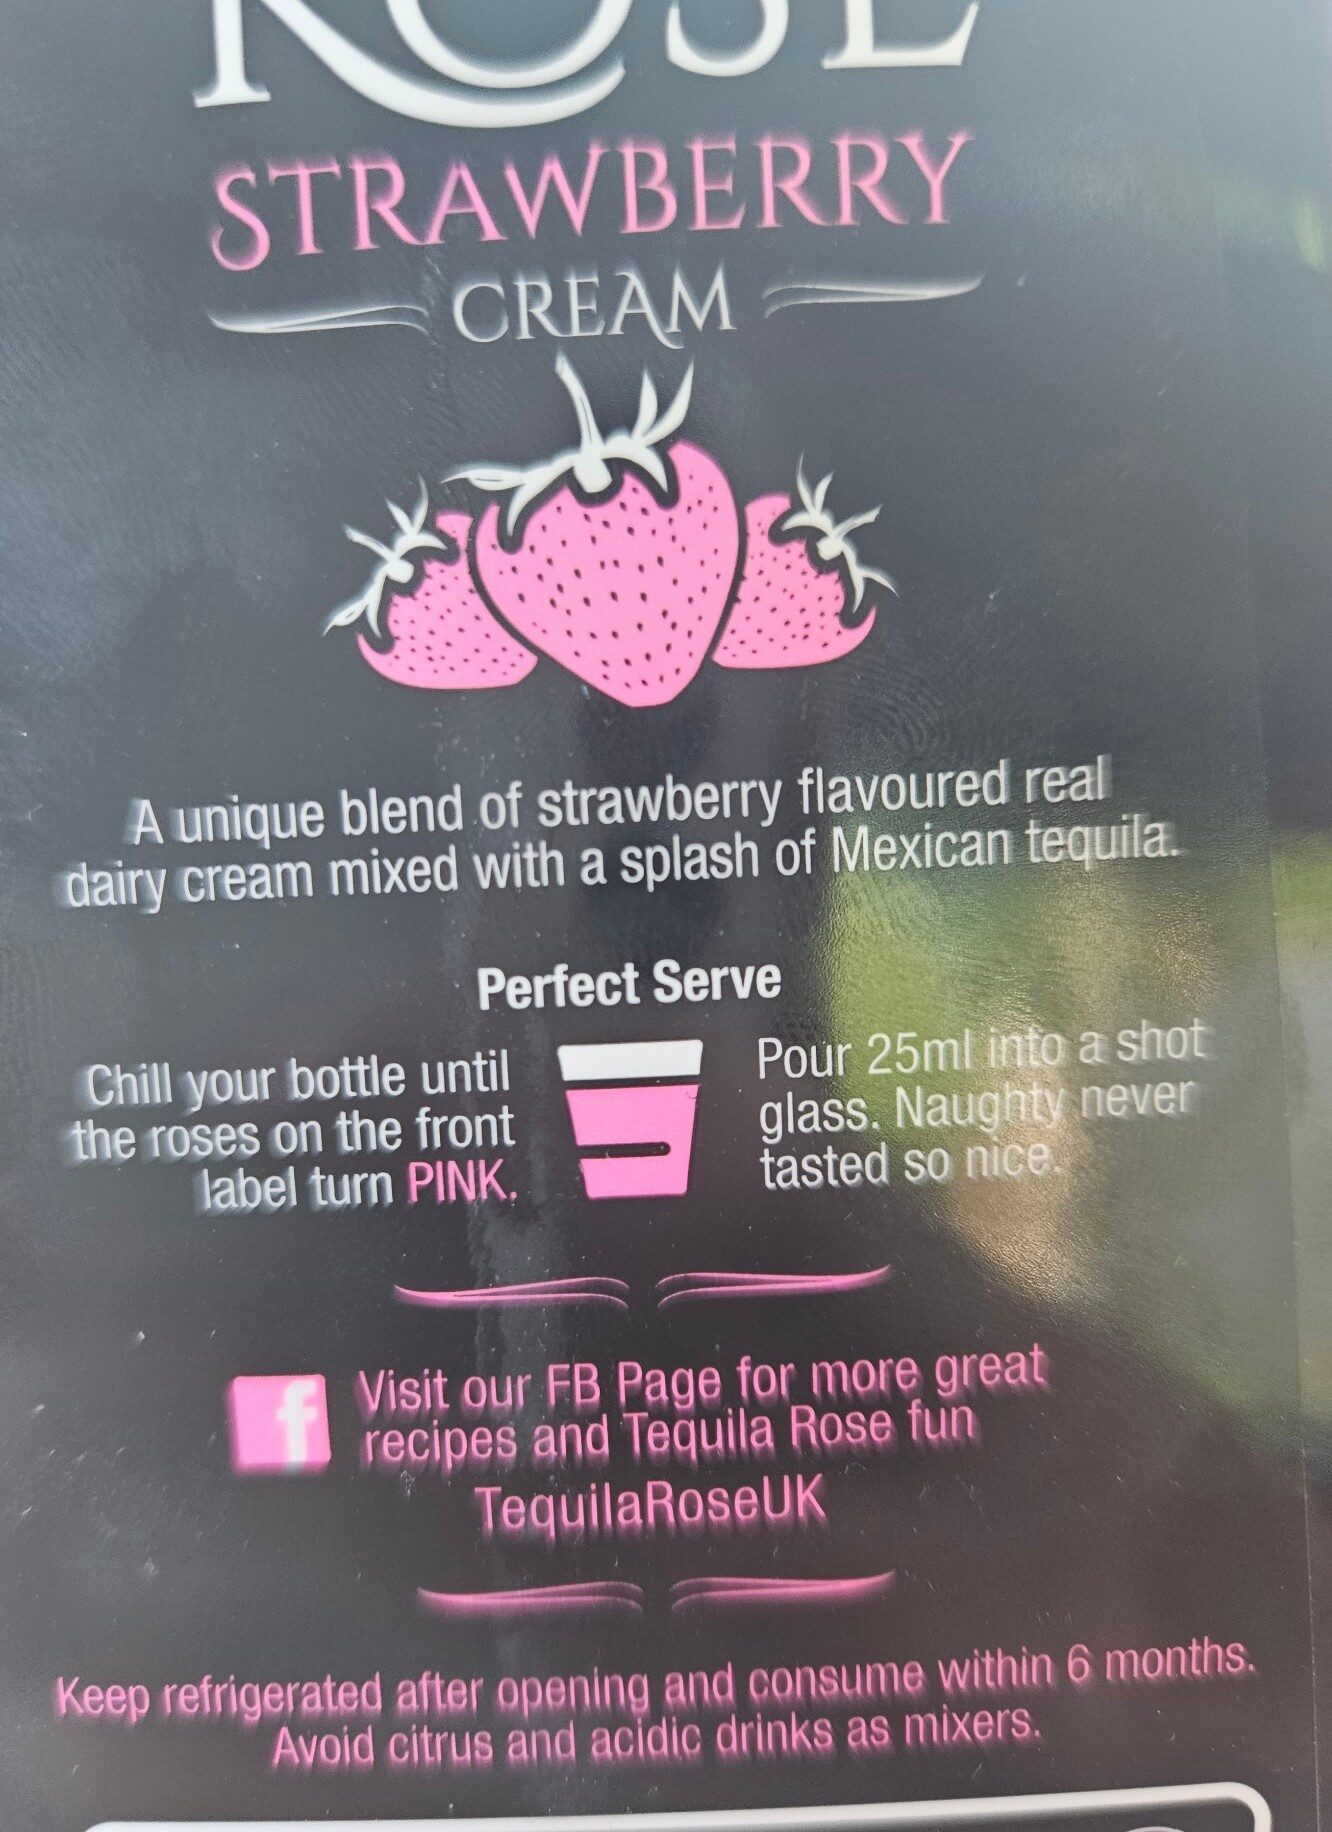 ROSE
STRAWBERRY
CREAM
A unique blend of strawberry flavoured real
dairy cream mixed with a splash of Mexican tequila.
Perfect Serve
Chill your bottle until
the roses on the front
label turn PINK.
Pour 25ml into a shot
glass. Naughty never
tasted so nice.
f
Visit our FB Page for more great
recipes and Tequila Rose fun
TequilaRoseUK
Keep refrigerated after opening and consume within 6 months.
Avoid citrus and acidic drinks as mixers.